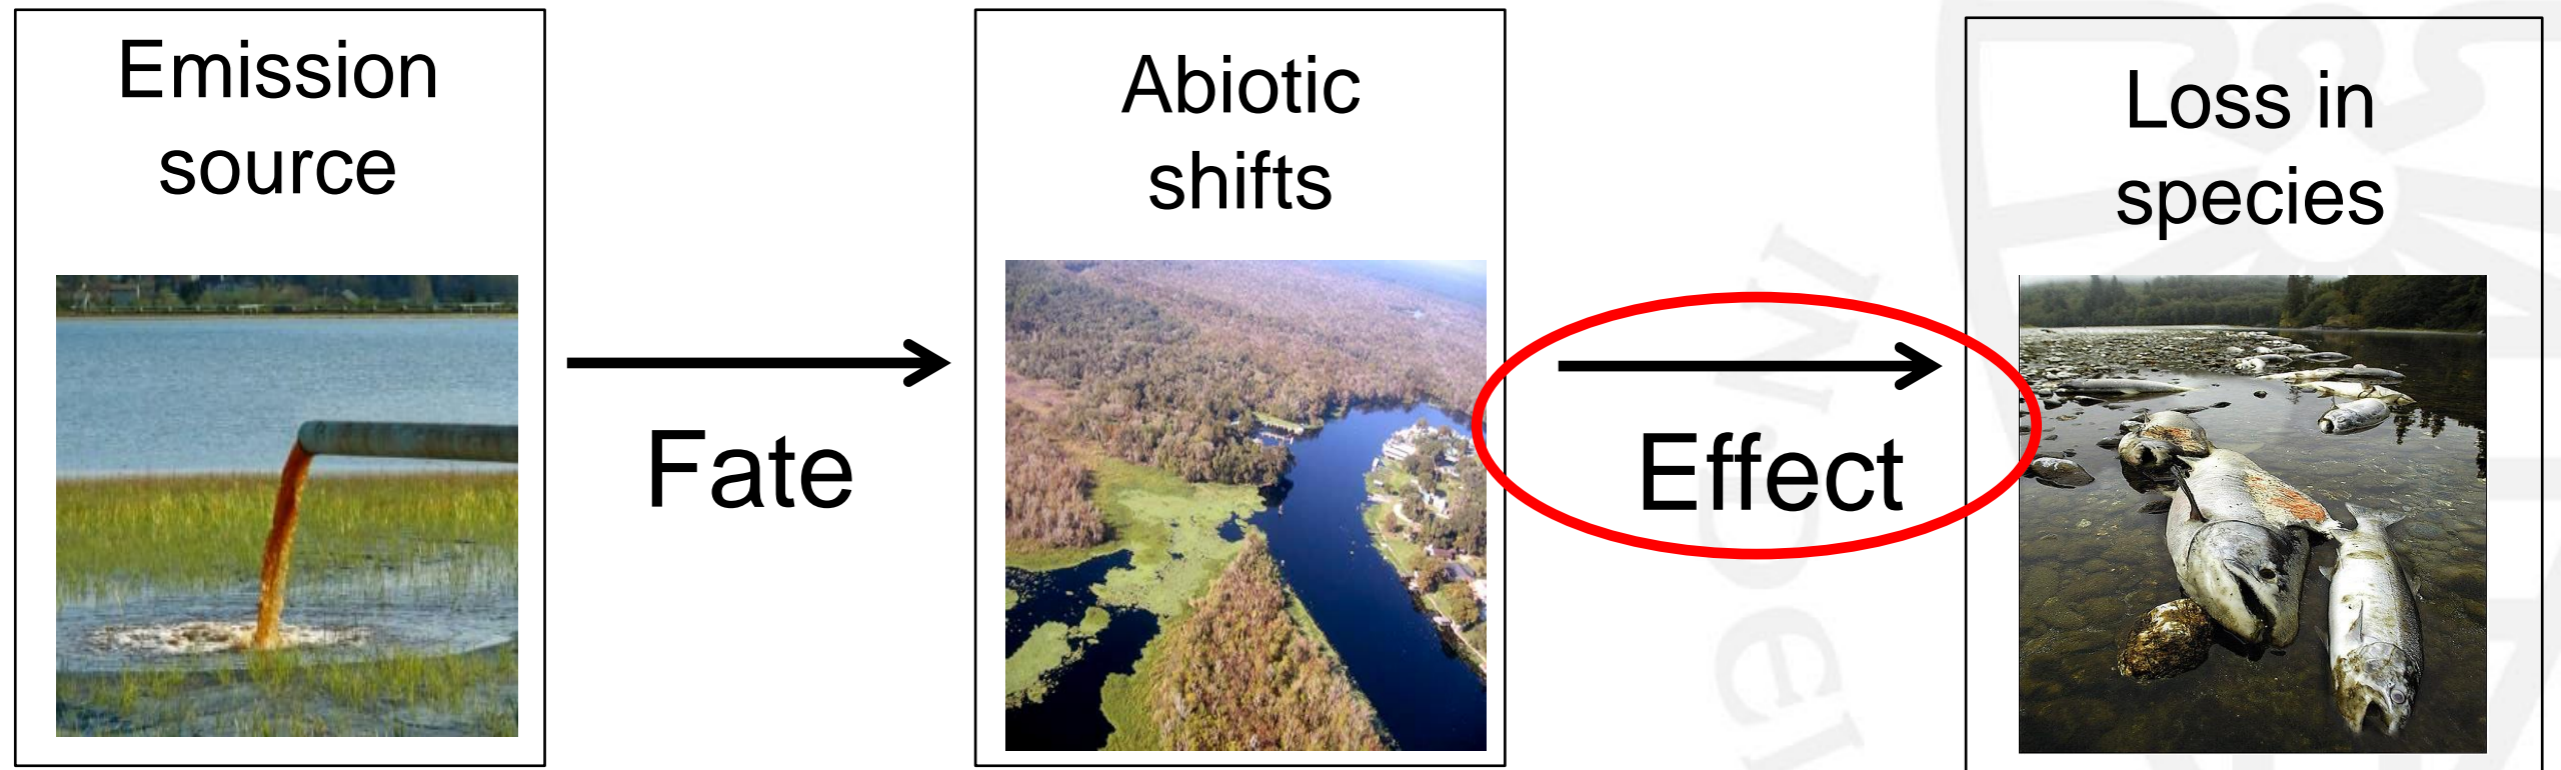 Emission
source
Fate
Abiotic
shifts
Effect
Loss in
species